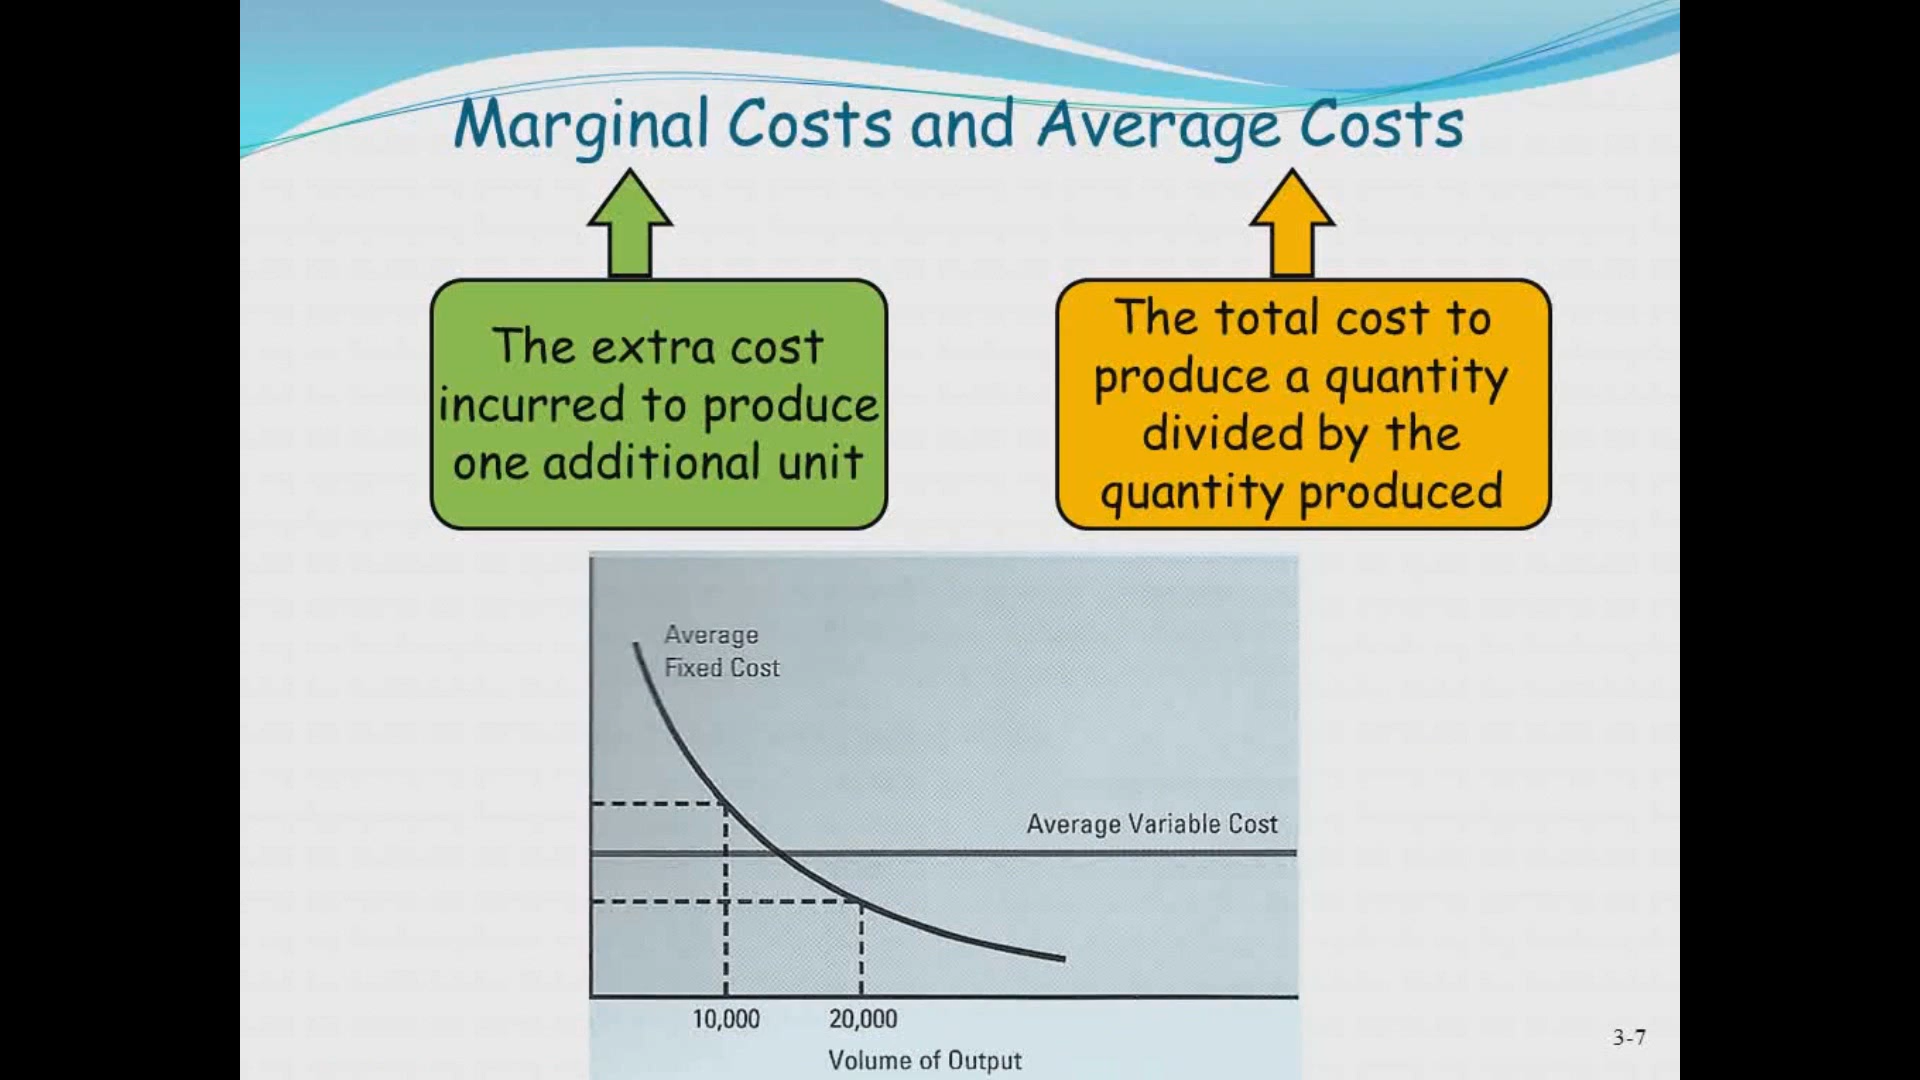 Marginal Costs and Average Costs
The extra cost
incurred to produce
one additional unit
The total cost to
produce a quantity
divided by the
quantity produced
Average
Fixed Cost
Average Variable Cost
10,000
20,000
Volume of Output
3-7